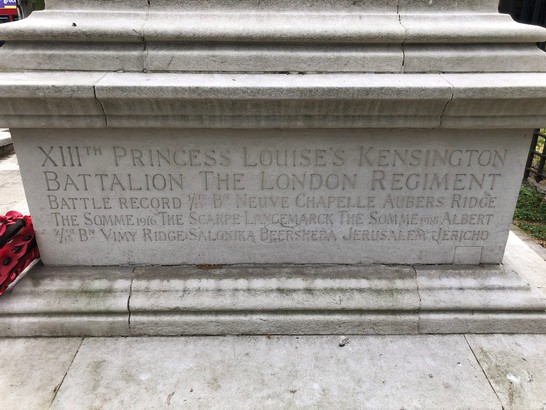 XIIITH PRINCESS LOUISE'S KENSINGTON
BATTALION THE LONDON REGIMENT
BATTLE RECORD 1/13TH BN NEUVE CHAPELLE AUBERS RIDGE
THE SOMME 1916 THE SCARPE LANGEMARCK THE SOMME 1918 ALBERT
2/13TH BN VIMY RIDGE SALONIKA BEERSHEBA JERUSALEM JERICHO